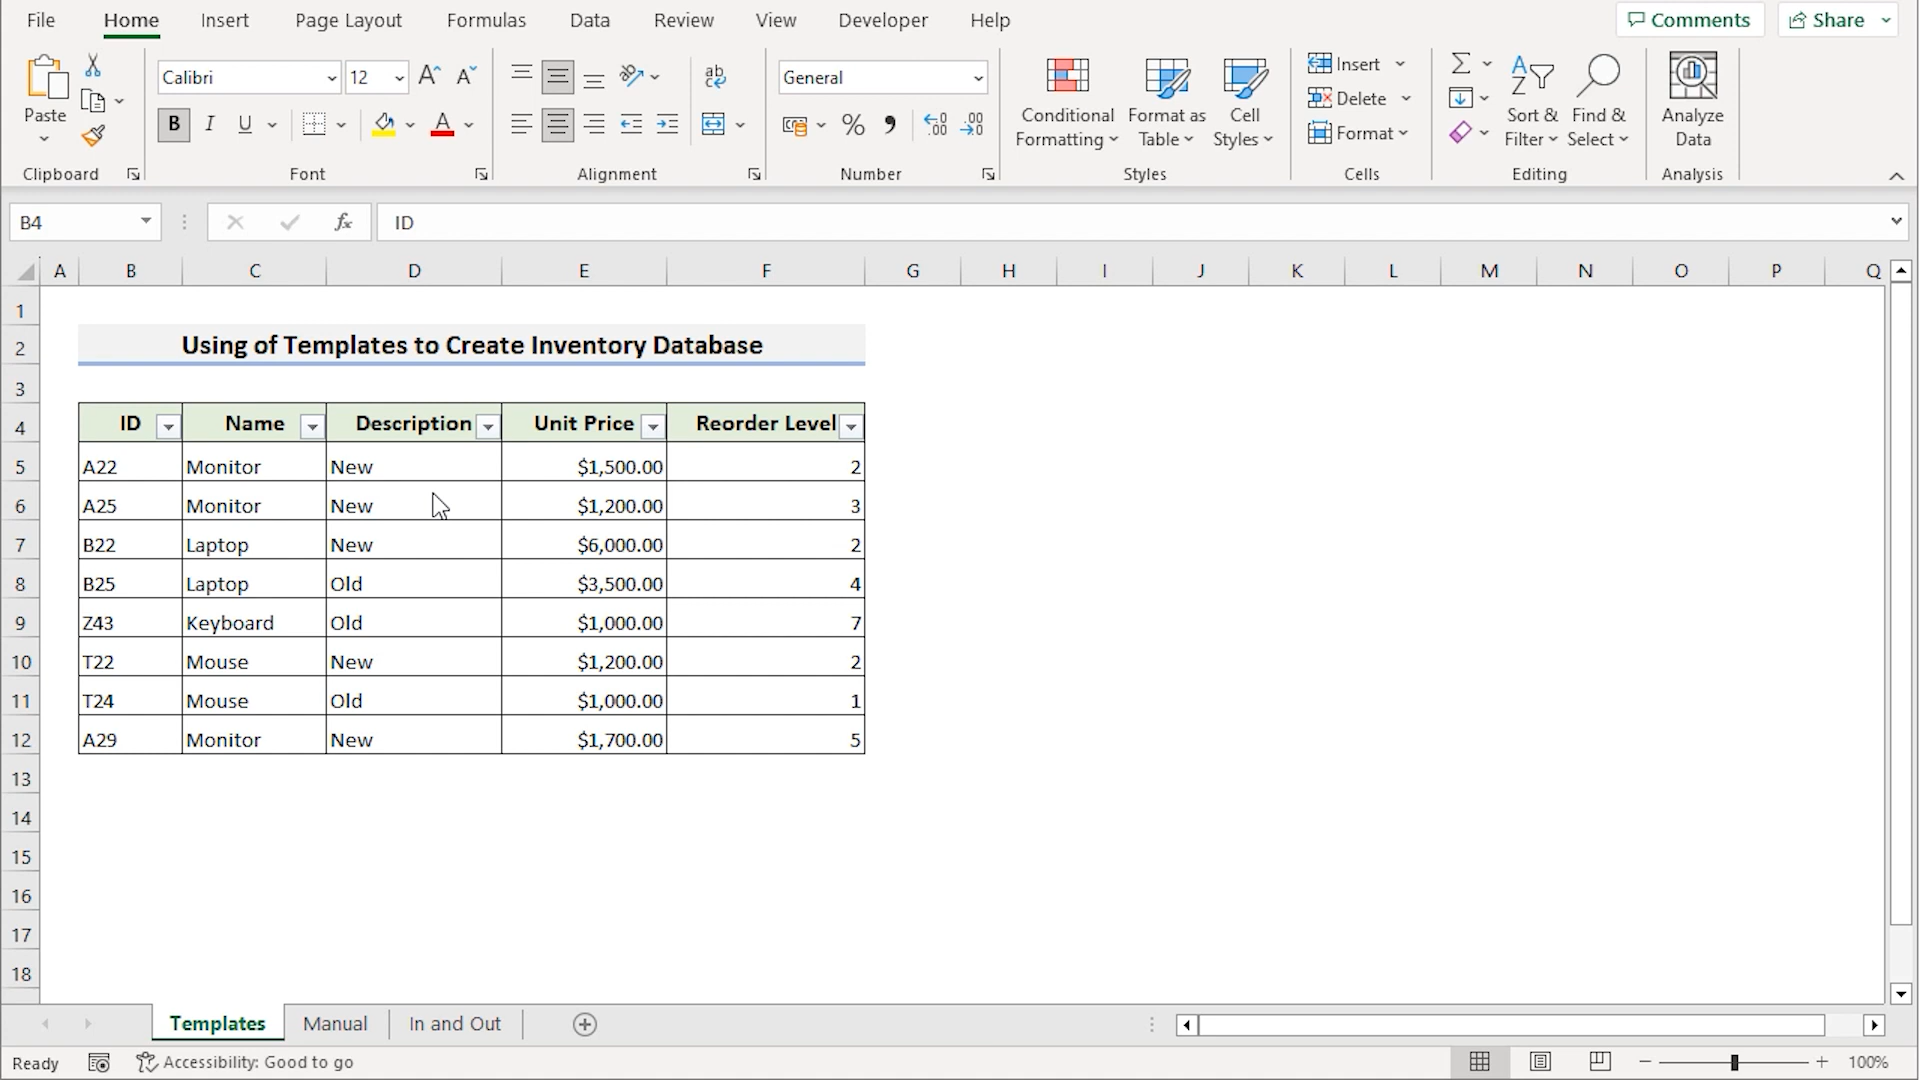 File Home Insert Page Layout Formulas Data Review View Developer Help Comments Share
Calibri 12 General Insert
Paste Conditional Format as Cell Delete Sort & Find & Analyze
Formatting Table Styles Format Filter Select Data
Clipboard Font Alignment Number Styles Cells Editing Analysis
B4 fx ID
A B C D E F G H I J K L M N O P Q
1
2 Using of Templates to Create Inventory Database
3
4 ID Name Description Unit Price Reorder Level
5 A22 Monitor New $1,500.00 2
6 A25 Monitor New $1,200.00 3
7 B22 Laptop New $6,000.00 2
8 B25 Laptop Old $3,500.00 4
9 Z43 Keyboard Old $1,000.00 7
10 T22 Mouse New $1,200.00 2
11 T24 Mouse Old $1,000.00 1
12 A29 Monitor New $1,700.00 5
13
14
15
16
17
18
Templates Manual In and Out
Ready Accessibility: Good to go 100%